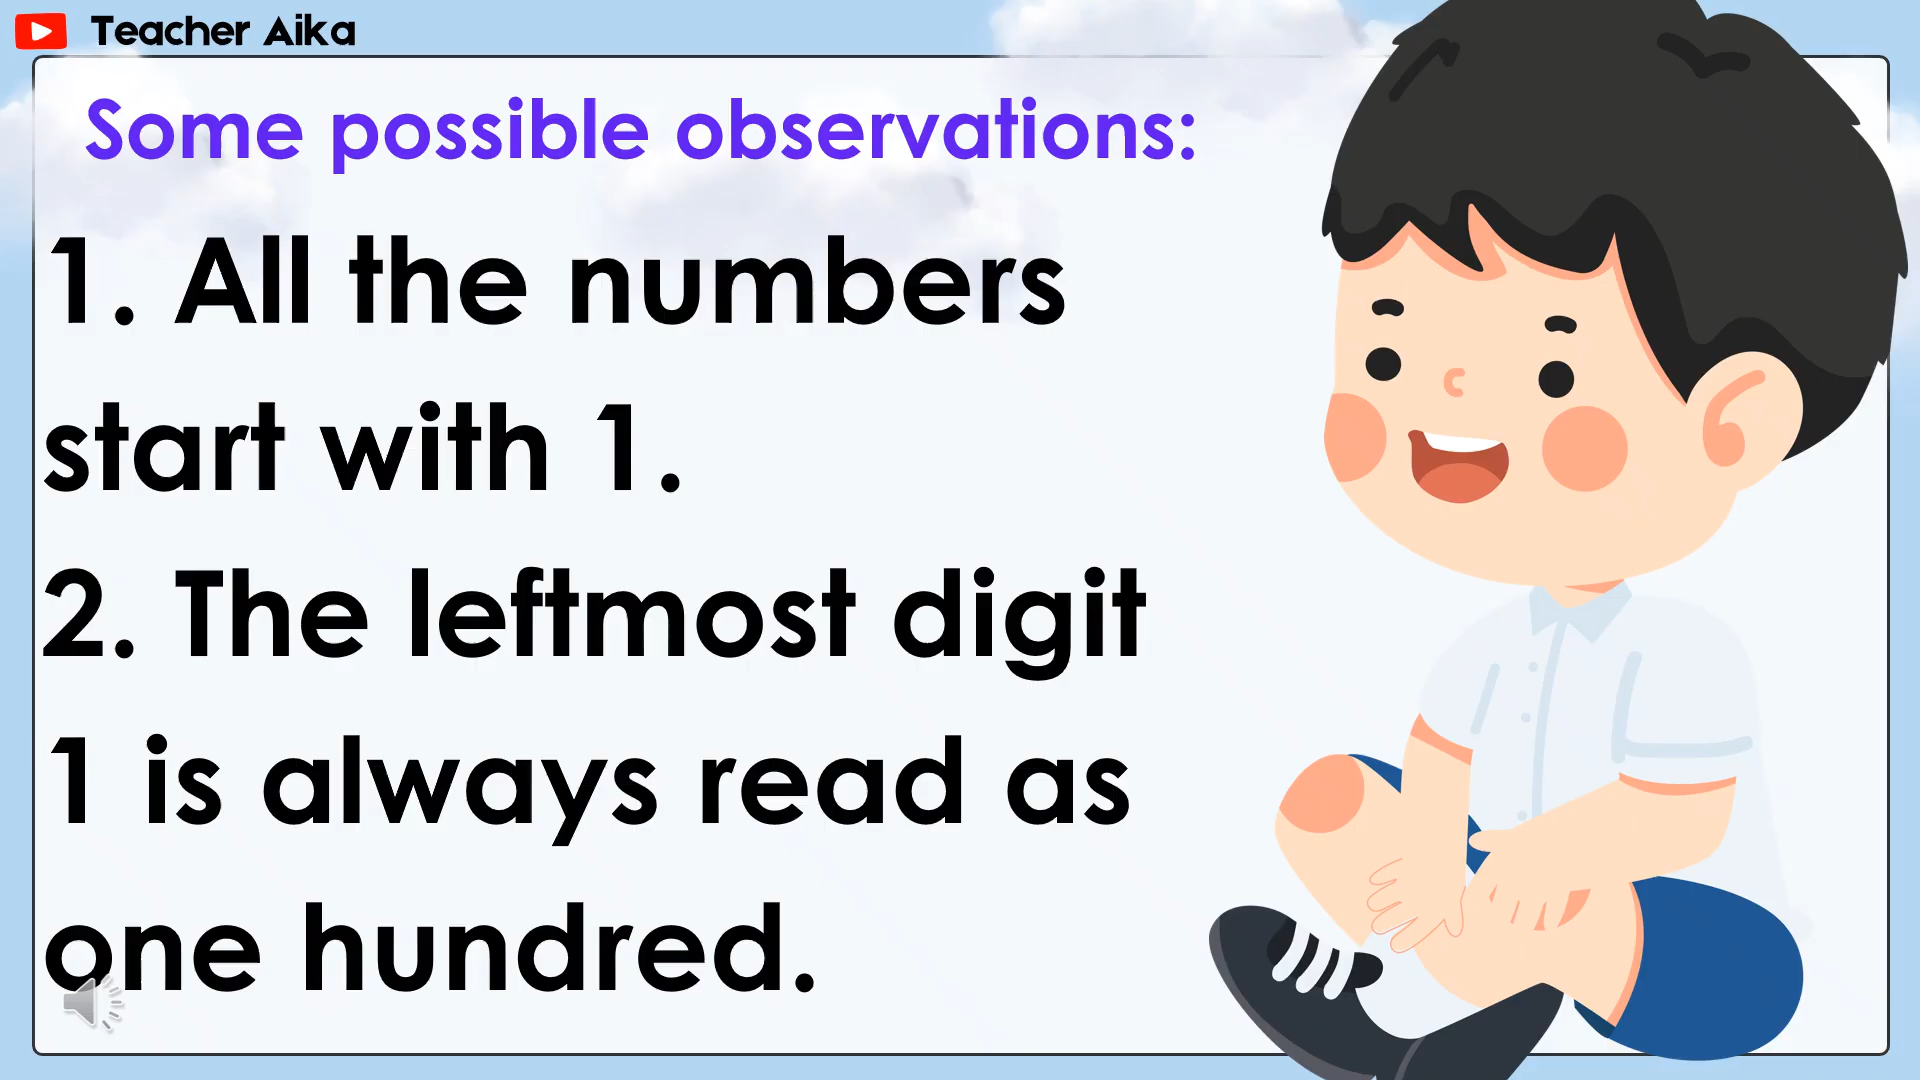 Teacher Aika
Some possible observations:
1. All the numbers
start with 1.
2. The leftmost digit
1 is always read as
one hundred.